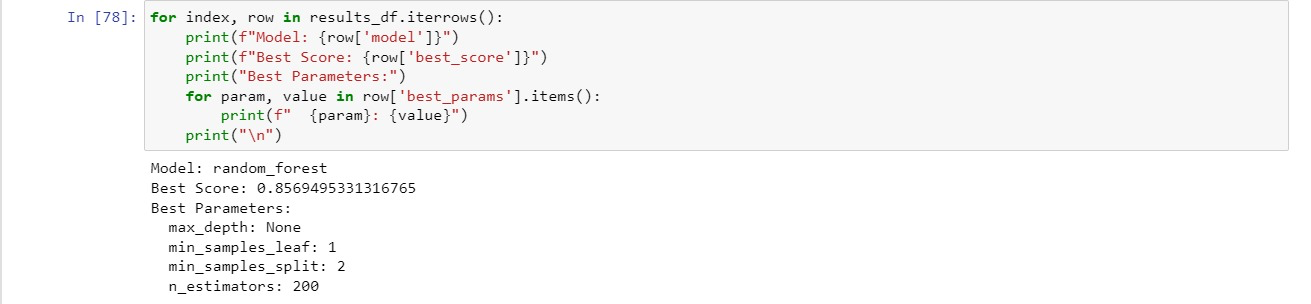 In [78]: for index, row in results_df.iterrows():
    print(f"Model: {row['model']}")
    print(f"Best Score: {row['best_score']}")
    print("Best Parameters:")
    for param, value in row['best_params'].items():
        print(f"  {param}: {value}")
    print("\n")
Model: random_forest
Best Score: 0.8569495331316765
Best Parameters:
  max_depth: None
  min_samples_leaf: 1
  min_samples_split: 2
  n_estimators: 200